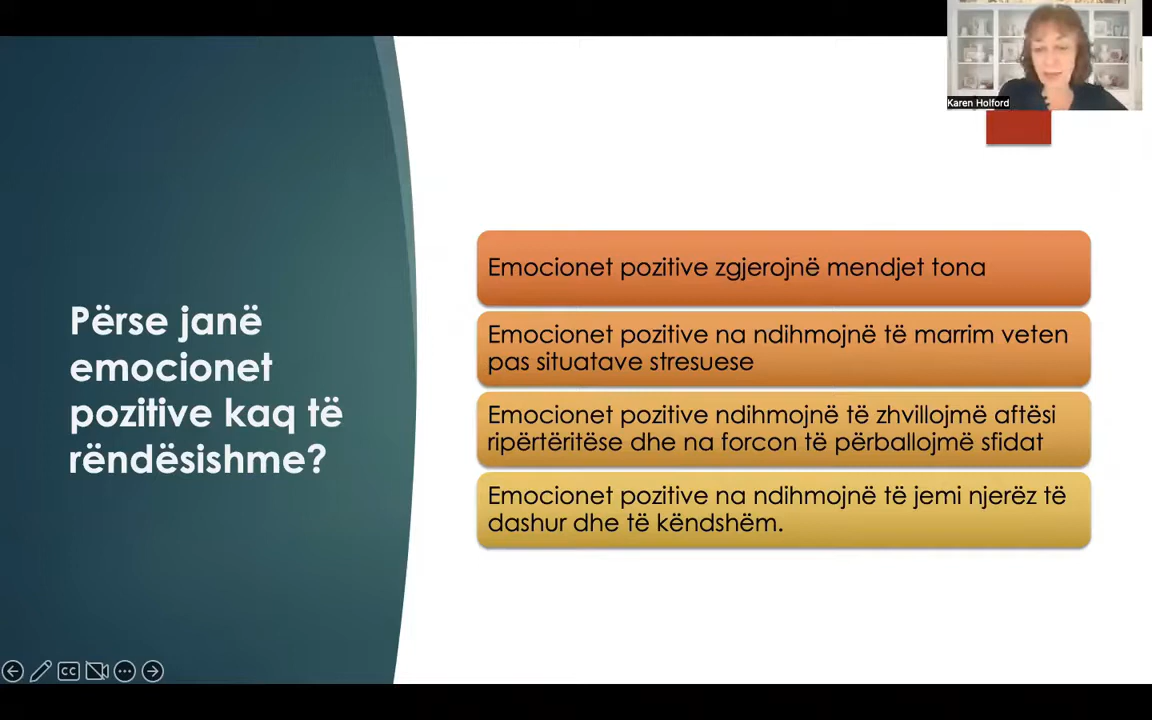 Karen Holford
Përse janë
emocionet
pozitive kaq të
rëndësishme?
Emocionet pozitive zgjerojnë mendjet tona
Emocionet pozitive na ndihmojnë të marrim veten
pas situatave stresuese
Emocionet pozitive ndihmojnë të zhvillojmë aftësi
ripërtëritëse dhe na forcon të përballojmë sfidat
Emocionet pozitive na ndihmojnë të jemi njerëz të
dashur dhe të këndshëm.
CC